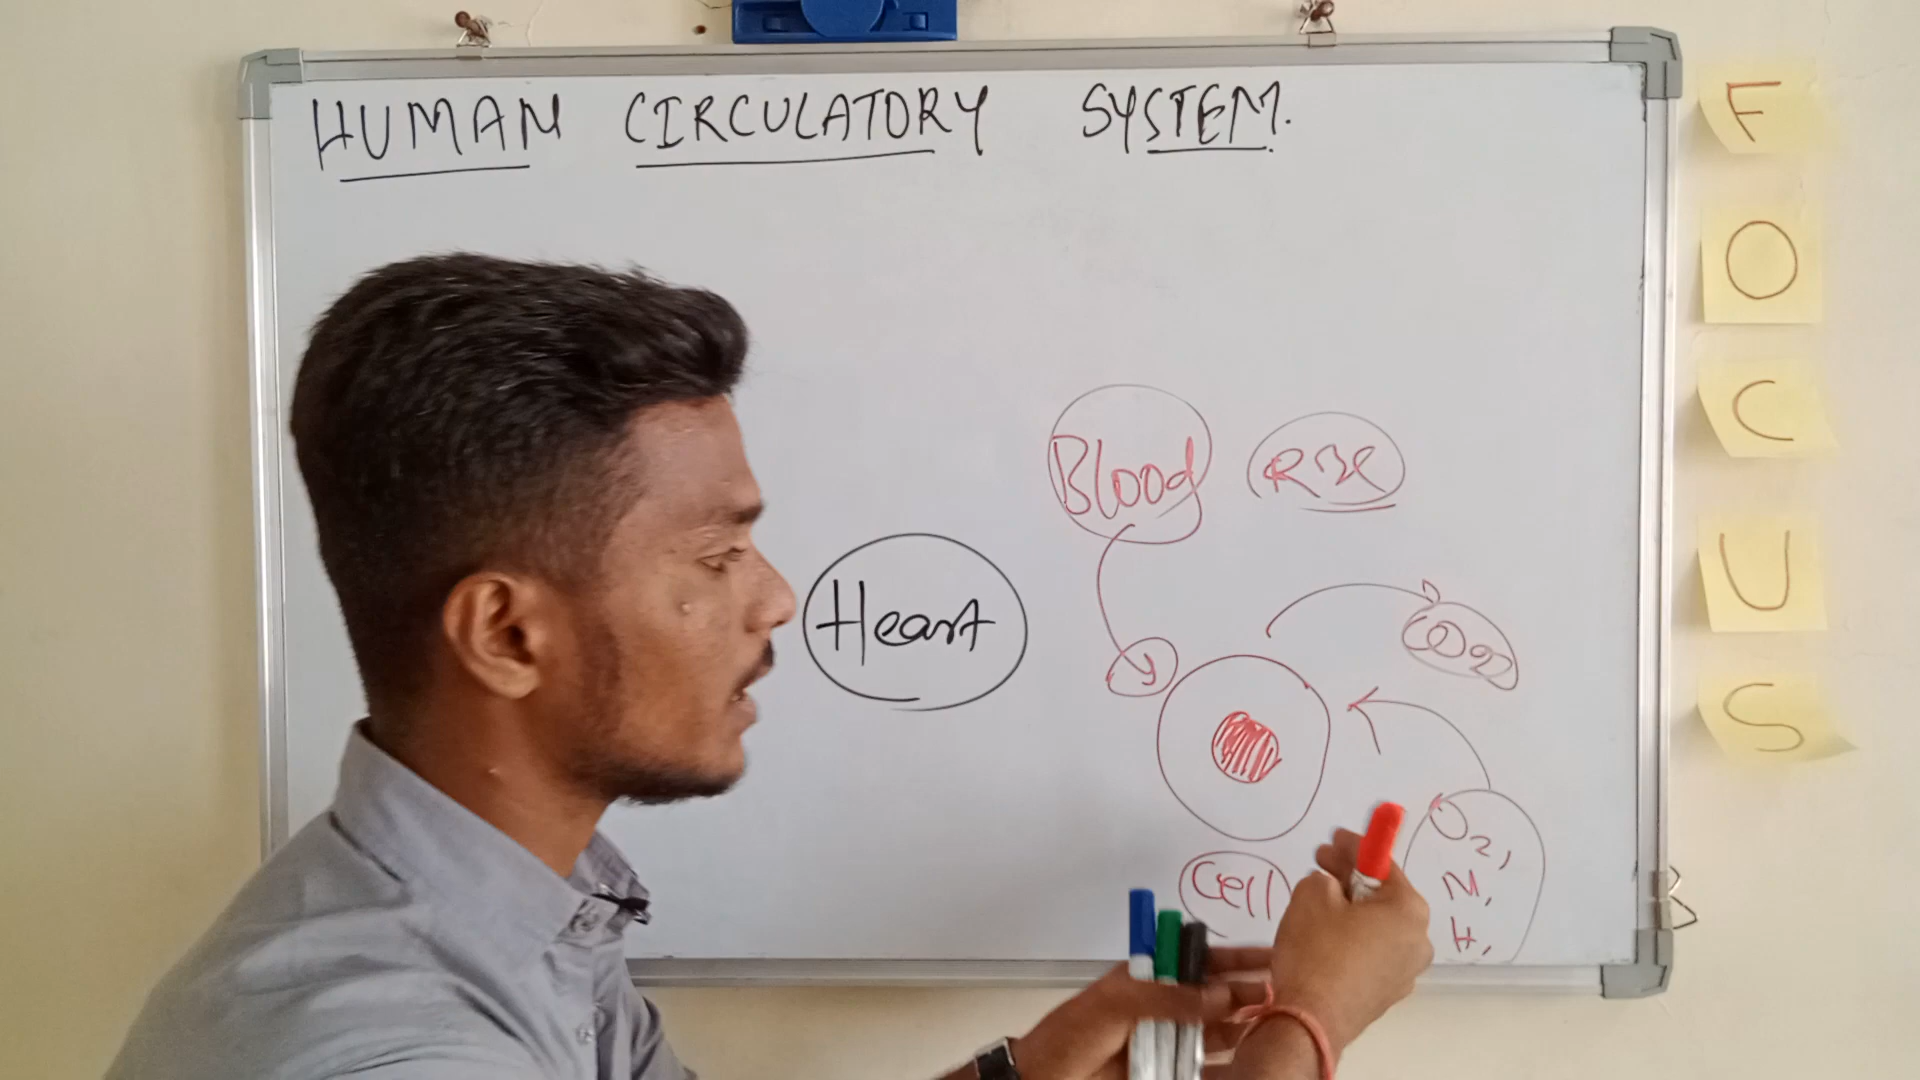 HUMAN CIRCULATORY SYSTEM.
F
O
C
U
S
Blood
RBC
Heart
CO2
Cell
O2,
M,
H,